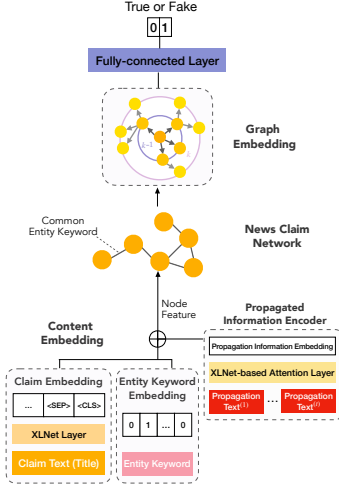 True or Fake
0 1
Fully-connected Layer
k-1
k
Graph
Embedding
Common
Entity Keyword
News Claim
Network
Node
Feature
Content
Embedding
Propagated
Information Encoder
Propagation Information Embedding
XLNet-based Attention Layer
Propagation
Text(1)
...
Propagation
Text(t)
Claim Embedding
... <SEP> <CLS>
XLNet Layer
Claim Text (Title)
Entity Keyword
Embedding
0 1 ... 0
Entity Keyword